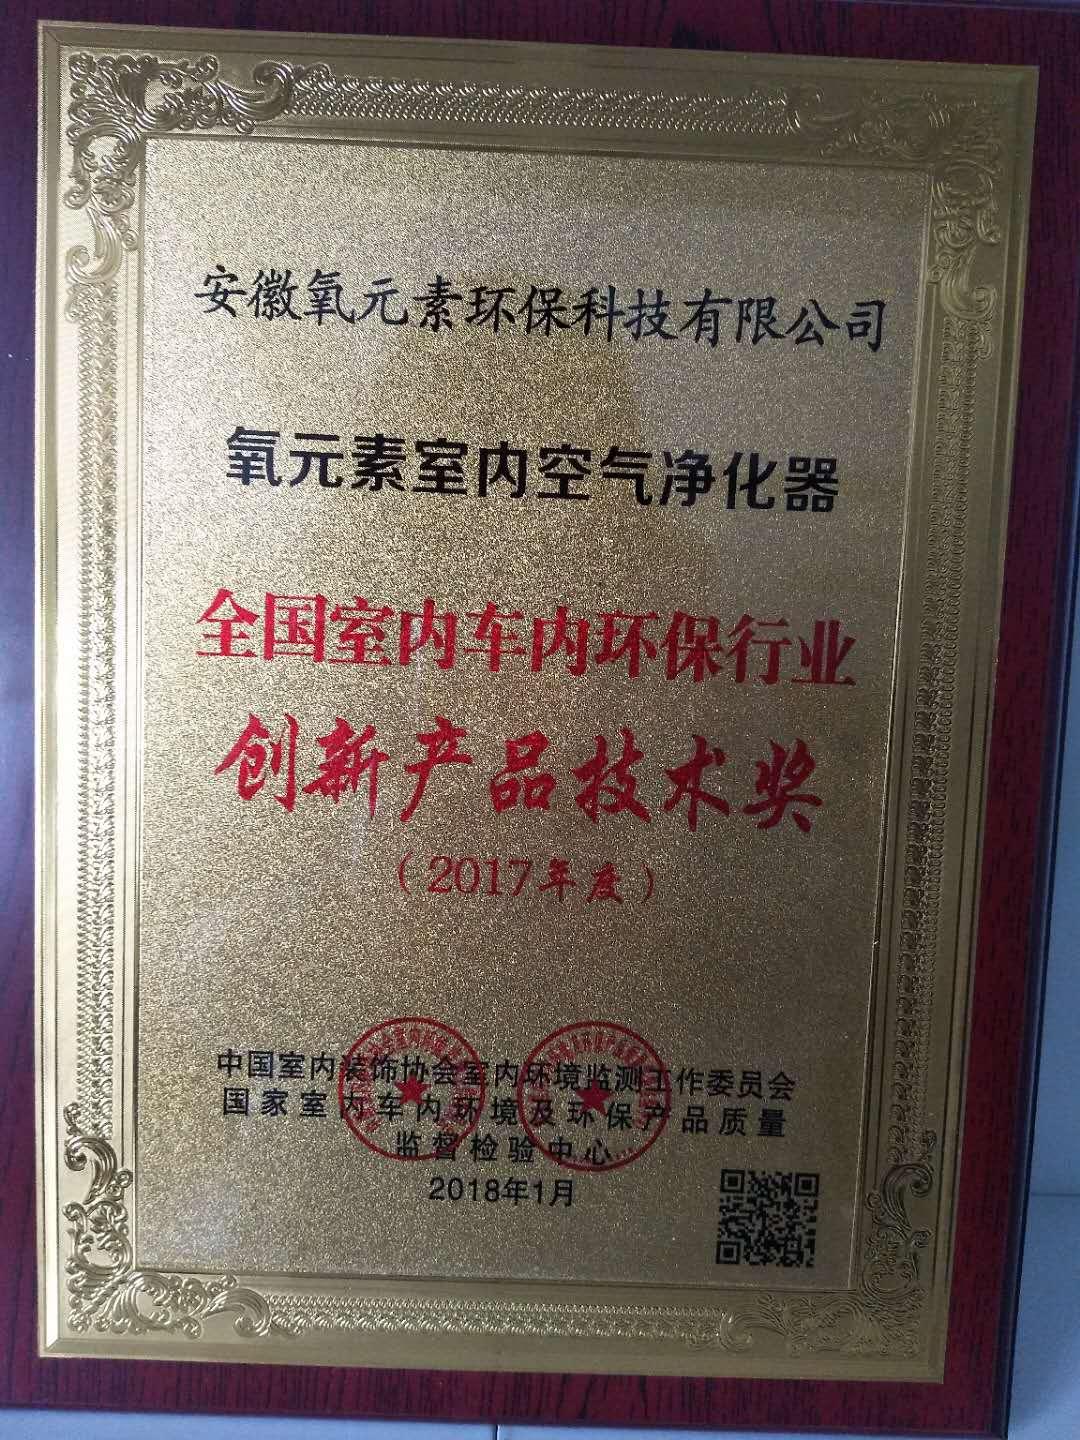 安徽氧元素环保科技有限公司
氧元素室内空气净化器
全国室内车内环保行业
创新产品技术奖
（2017年度）
中国室内装饰协会室内环境监测工作委员会
国家室内车内环境及环保产品质量
监督检验中心
2018年1月